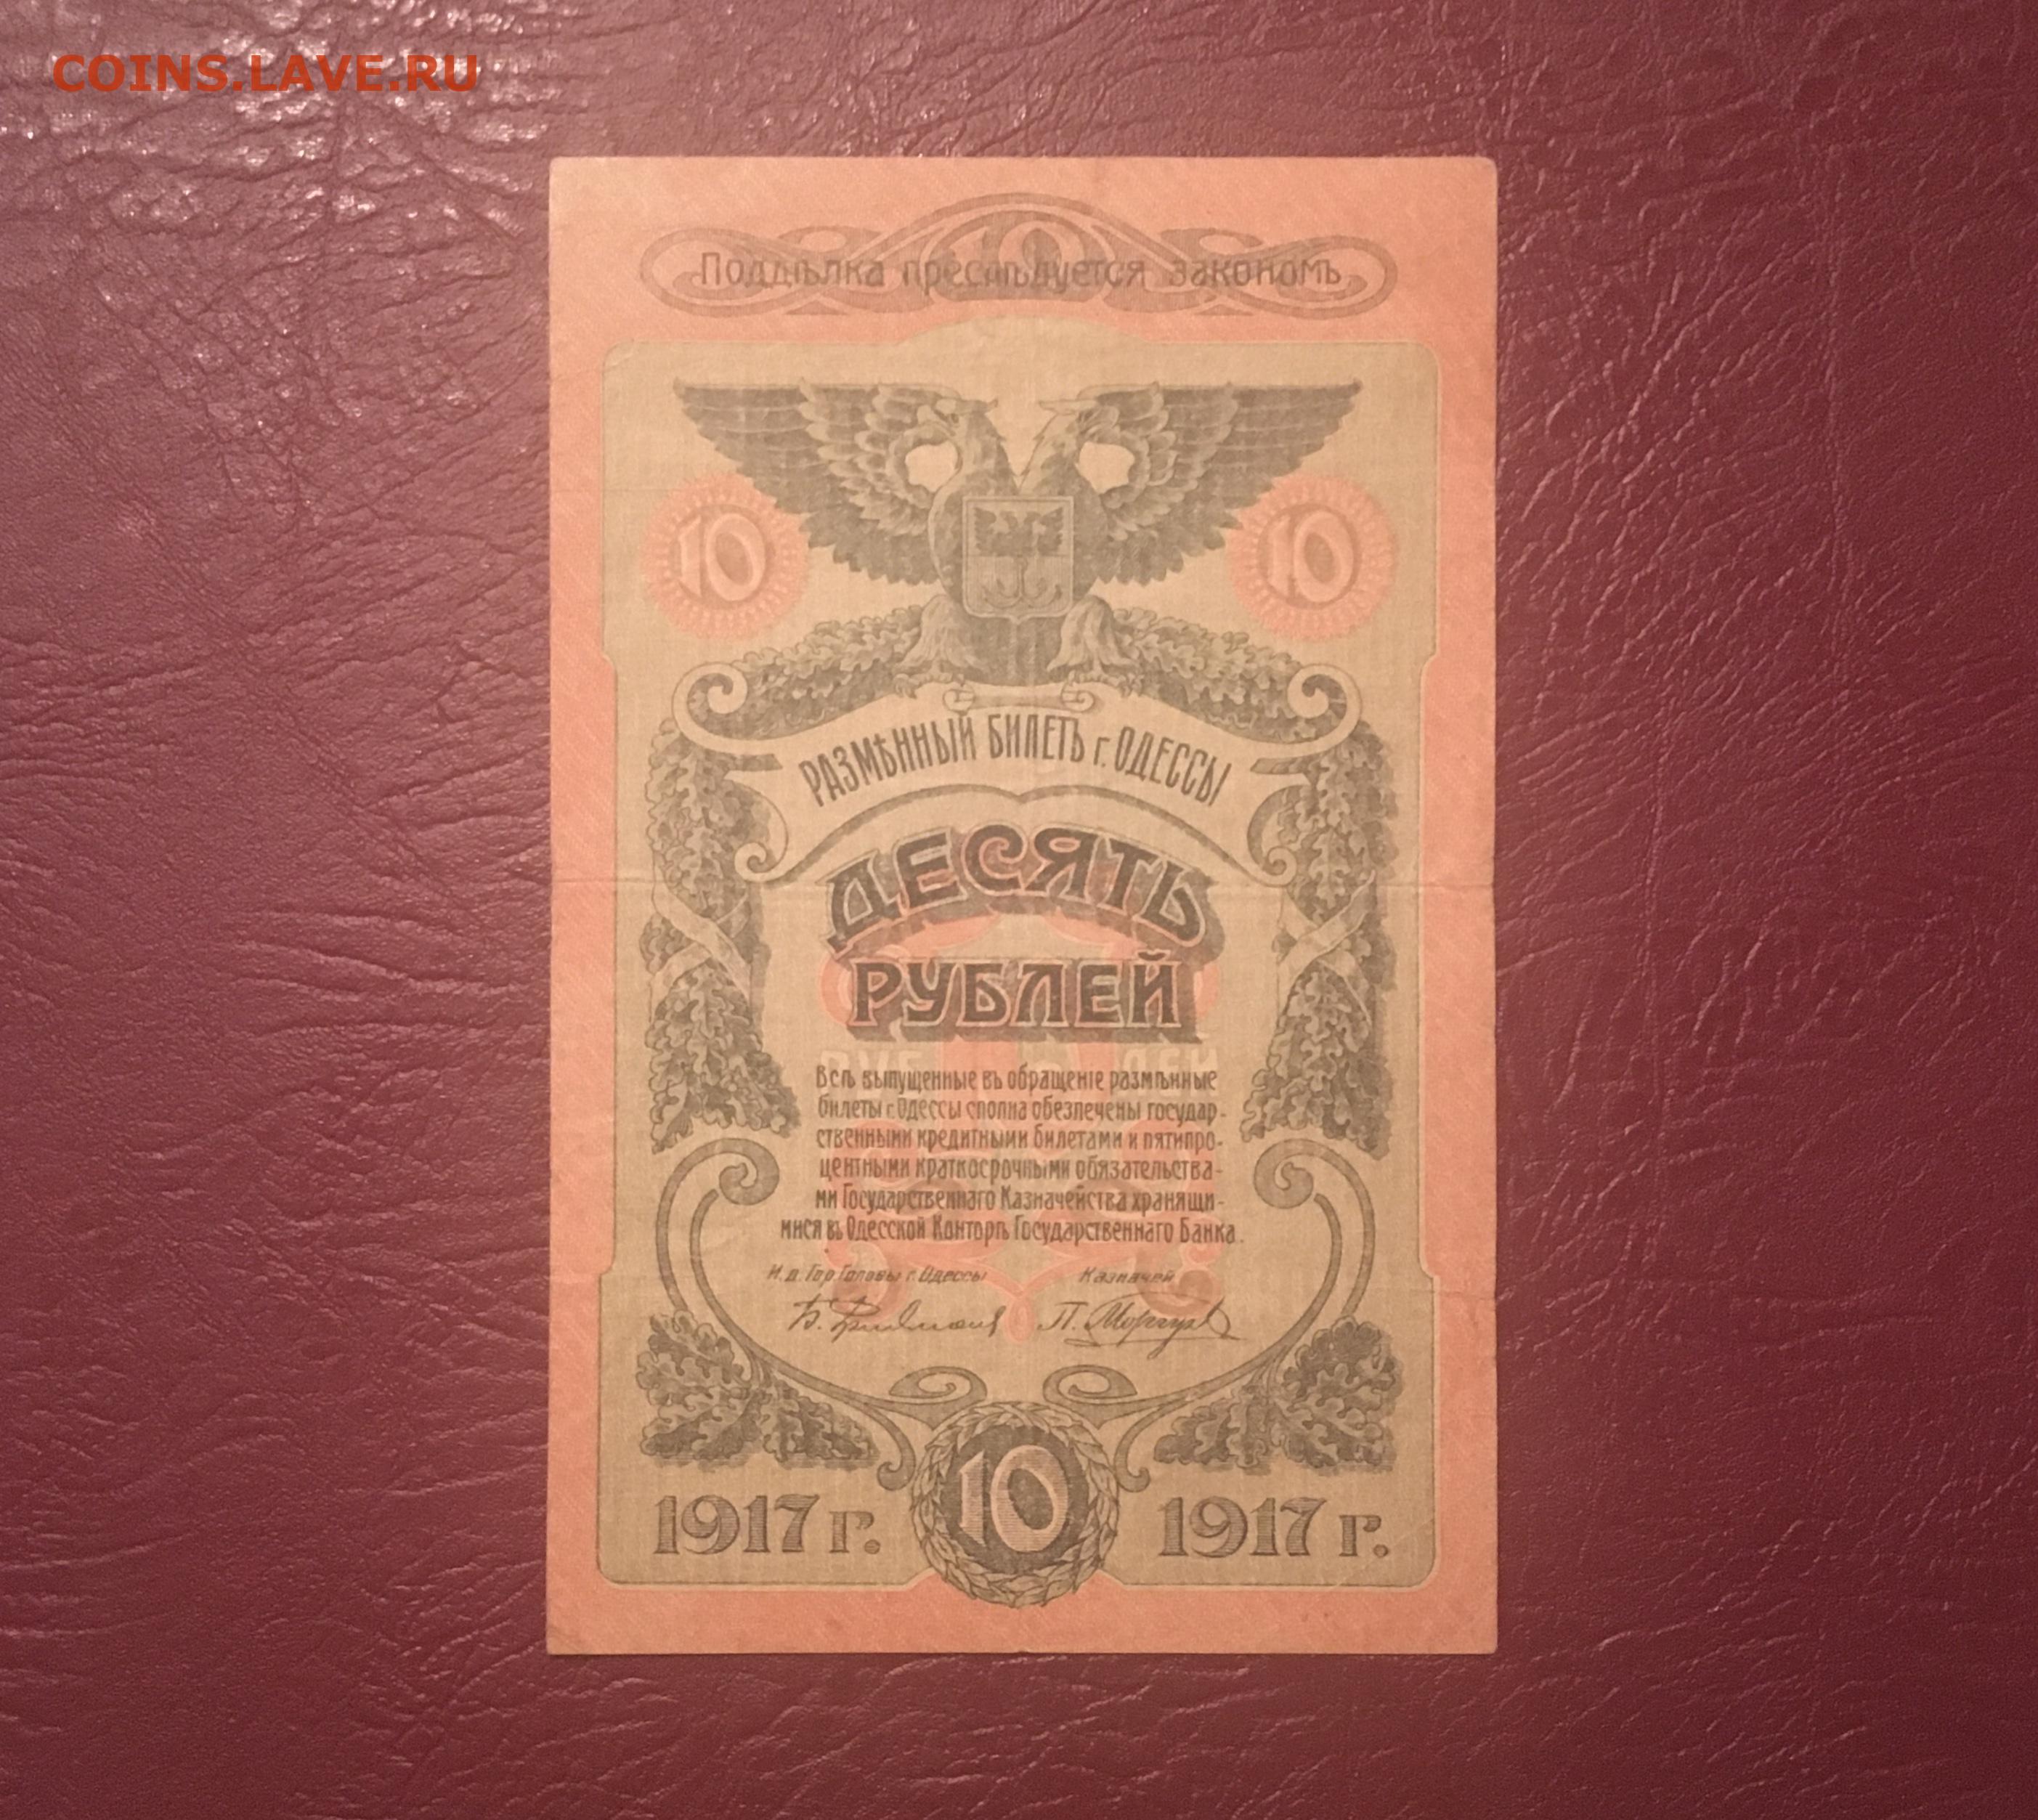 COINS.LAVE.RU
Поддѣлка преслѣдуется закономъ
10
10
РАЗМѢННЫЙ БИЛЕТЪ г. ОДЕССЫ
ДЕСЯТЬ
РУБЛЕЙ
Всѣ выпущенные въ обращенiе размѣнные
билеты г. Одессы сполна обезпечены государ-
ственными кредитными билетами и пятипро-
центными краткосрочными обязательства-
ми Государственнаго Казначейства хранящи-
мися въ Одесской Конторѣ Государственнаго Банка.
И. д. Гор. Головы г. Одессы Казначей
10
1917 г. 1917 г.